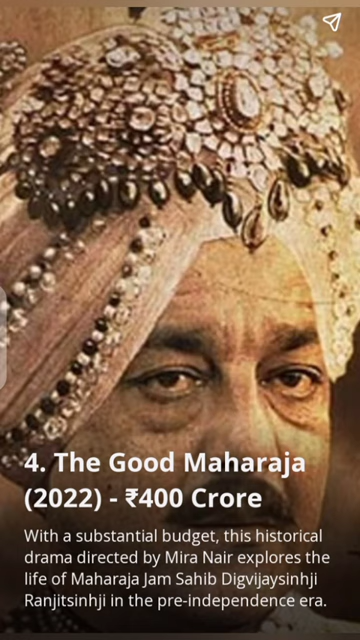 4. The Good Maharaja
(2022) - ₹400 Crore
With a substantial budget, this historical
drama directed by Mira Nair explores the
life of Maharaja Jam Sahib Digvijaysinhji
Ranjitsinhji in the pre-independence era.